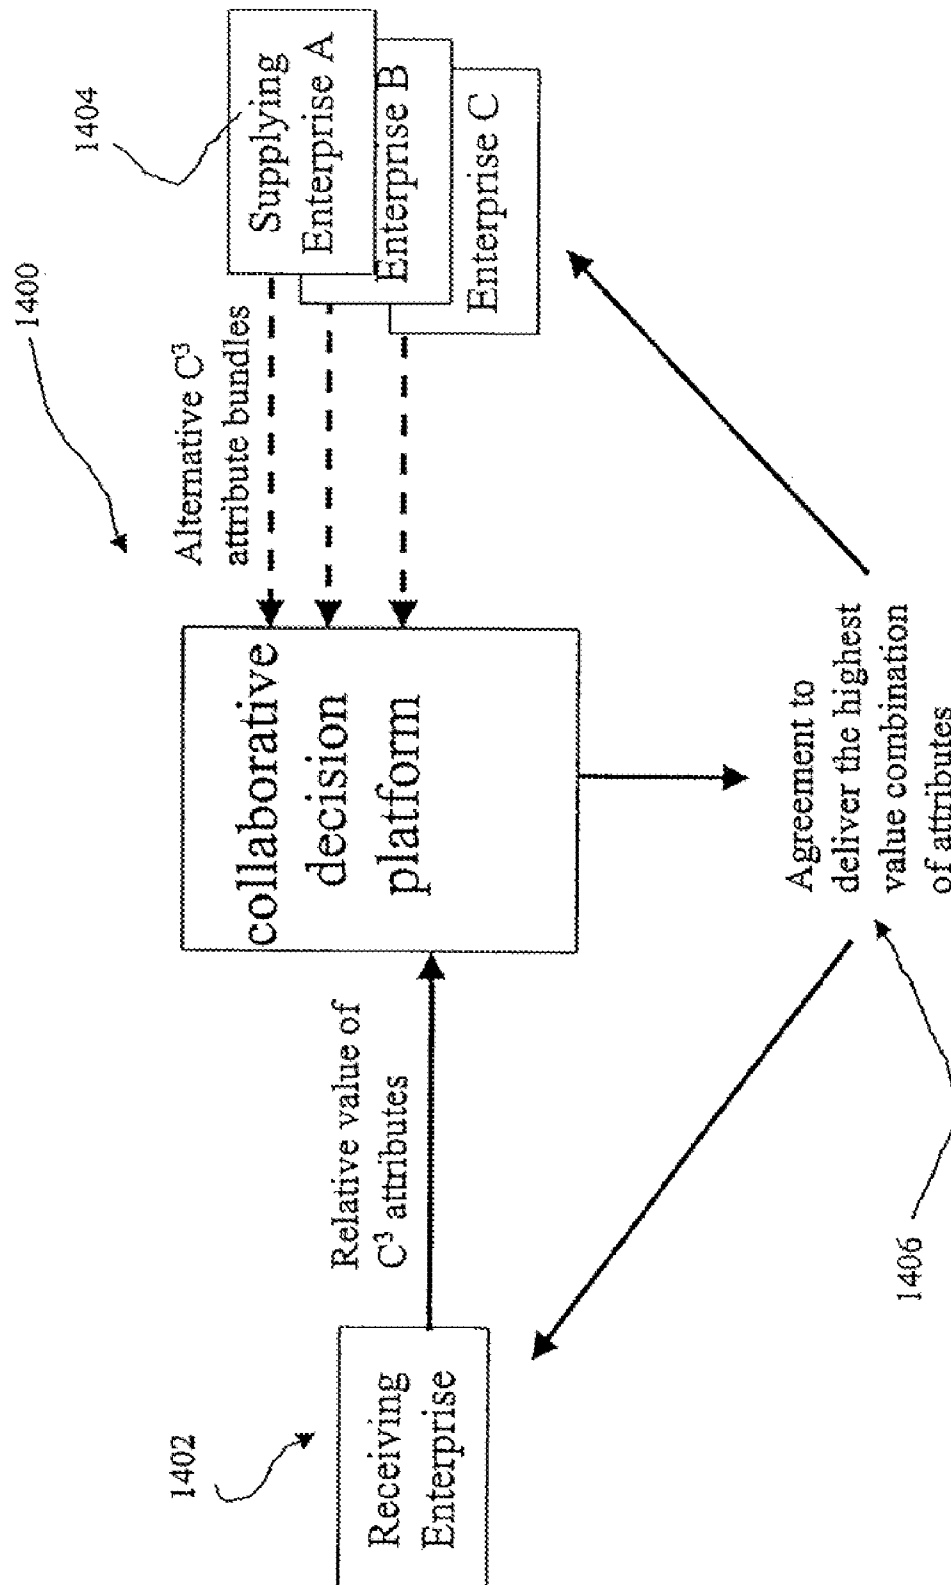 1400
1404
Supplying
Enterprise A
Enterprise B
Enterprise C
Alternative C³
attribute bundles
collaborative
decision
platform
Relative value of
C³ attributes
1402
Receiving
Enterprise
Agreement to
deliver the highest
value combination
of attributes
1406